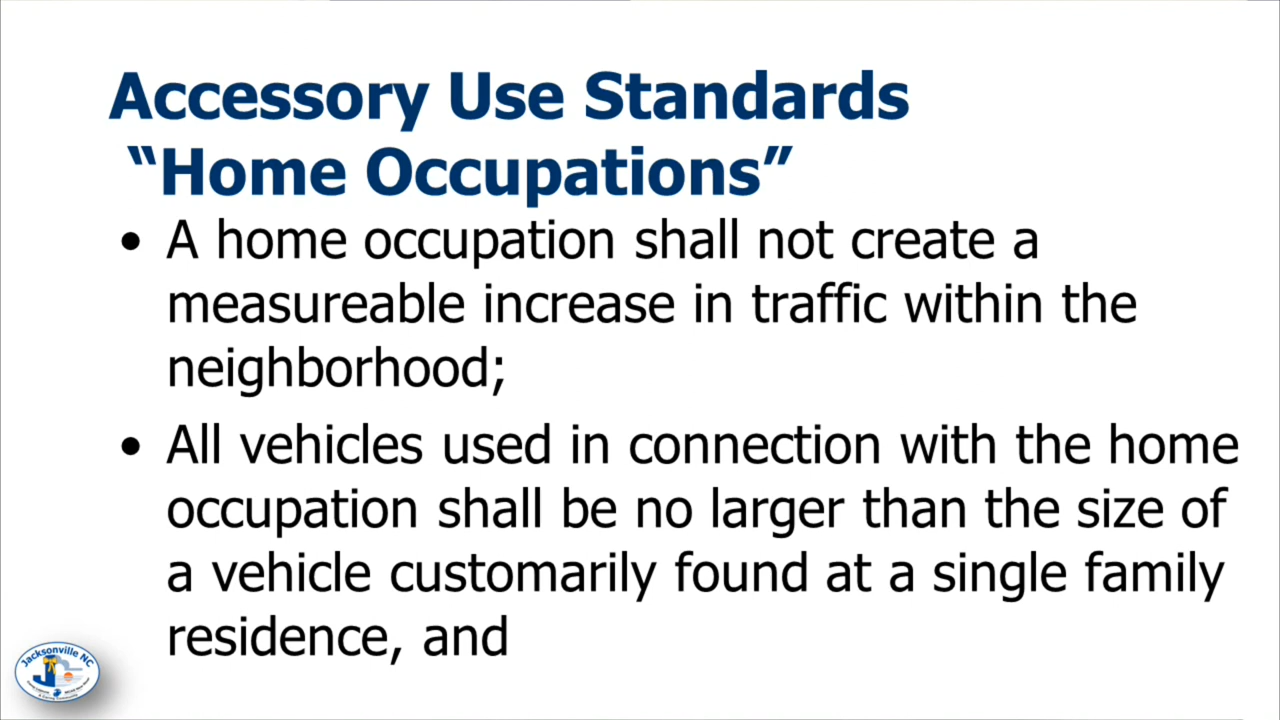 Accessory Use Standards
“Home Occupations”
• A home occupation shall not create a
measureable increase in traffic within the
neighborhood;
• All vehicles used in connection with the home
occupation shall be no larger than the size of
a vehicle customarily found at a single family
residence, and
Jacksonville NC
A Caring Community